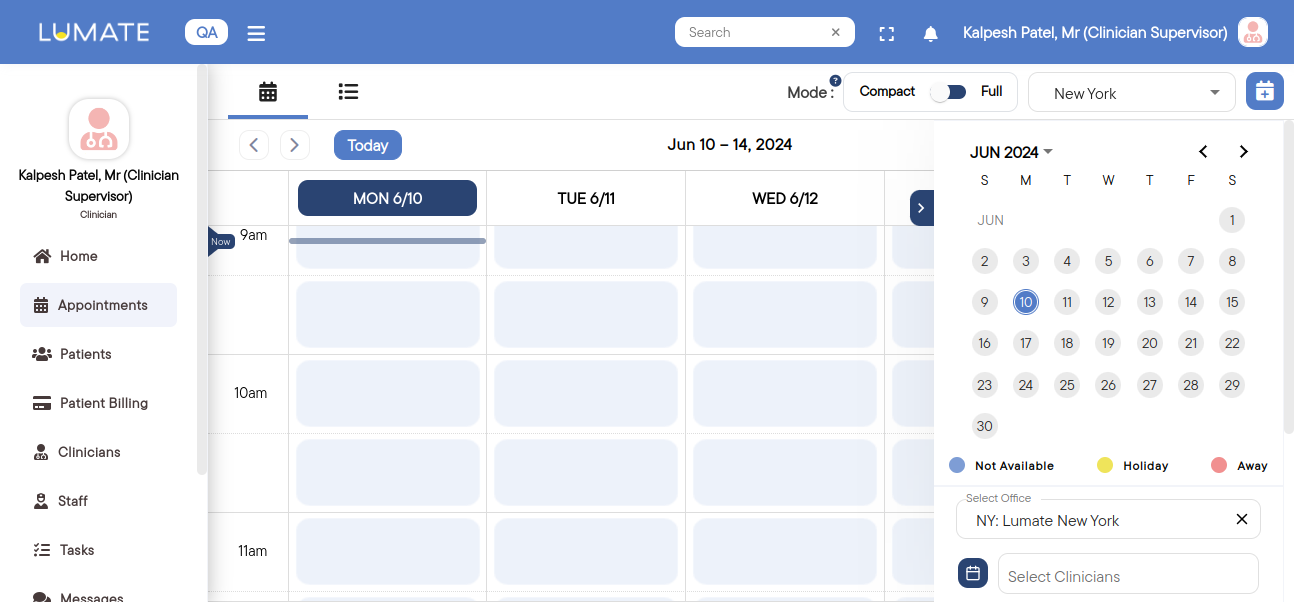 LUMATE
QA
Search
Kalpesh Patel, Mr (Clinician Supervisor)
Kalpesh Patel, Mr (Clinician
Supervisor)
Clinician
Home
Appointments
Patients
Patient Billing
Clinicians
Staff
Tasks
Messages
Mode :
?
Compact
Full
New York
Today
Jun 10 – 14, 2024
MON 6/10
TUE 6/11
WED 6/12
Now
9am
10am
11am
JUN 2024
S M T W T F S
JUN 1
2 3 4 5 6 7 8
9 10 11 12 13 14 15
16 17 18 19 20 21 22
23 24 25 26 27 28 29
30
Not Available
Holiday
Away
Select Office
NY: Lumate New York
Select Clinicians